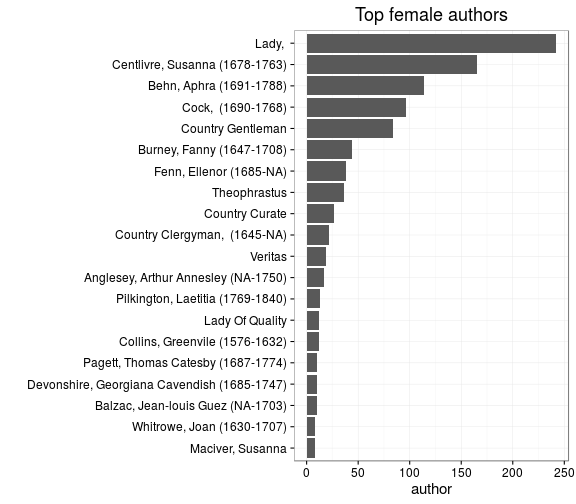 Top female authors
Lady,
Centlivre, Susanna (1678-1763)
Behn, Aphra (1691-1788)
Cock,  (1690-1768)
Country Gentleman
Burney, Fanny (1647-1708)
Fenn, Ellenor (1685-NA)
Theophrastus
Country Curate
Country Clergyman,  (1645-NA)
Veritas
Anglesey, Arthur Annesley (NA-1750)
Pilkington, Laetitia (1769-1840)
Lady Of Quality
Collins, Greenvile (1576-1632)
Pagett, Thomas Catesby (1687-1774)
Devonshire, Georgiana Cavendish (1685-1747)
Balzac, Jean-louis Guez (NA-1703)
Whitrowe, Joan (1630-1707)
Maciver, Susanna
0 50 100 150 200 250
author